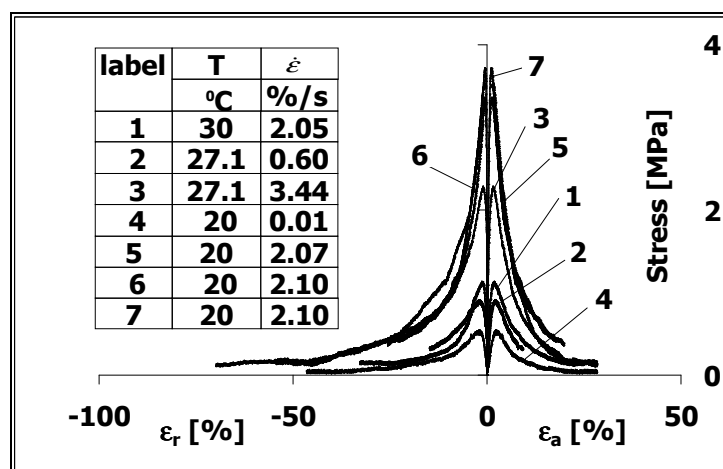 label T ε̇
⁰C %/s
1 30 2.05
2 27.1 0.60
3 27.1 3.44
4 20 0.01
5 20 2.07
6 20 2.10
7 20 2.10
7
3
6 5
1
2
4
4
2
0
Stress [MPa]
-100 -50 0 50
εr [%] εa [%]